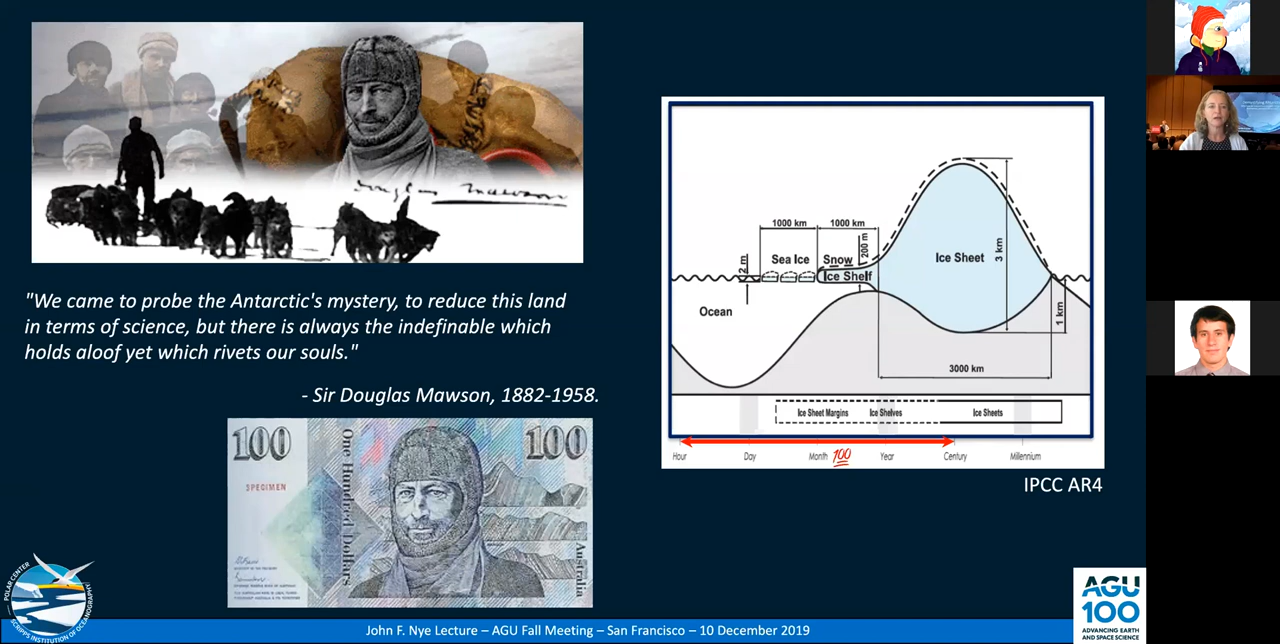 Douglas Mawson
"We came to probe the Antarctic's mystery, to reduce this land
in terms of science, but there is always the indefinable which
holds aloof yet which rivets our souls."
- Sir Douglas Mawson, 1882-1958.
100
One Hundred Dollars
100
SPECIMEN
Australia
1000 km
1000 km
2 m
Sea Ice
Snow
200 m
Ice Shelf
Ice Sheet
3 km
Ocean
1 km
3000 km
Ice Sheet Margins
Ice Shelves
Ice Sheets
Hour
Day
Month
100
Year
Century
Millennium
IPCC AR4
POLAR CENTER
SCRIPPS INSTITUTION OF OCEANOGRAPHY
John F. Nye Lecture – AGU Fall Meeting – San Francisco – 10 December 2019
AGU
100
ADVANCING EARTH
AND SPACE SCIENCE